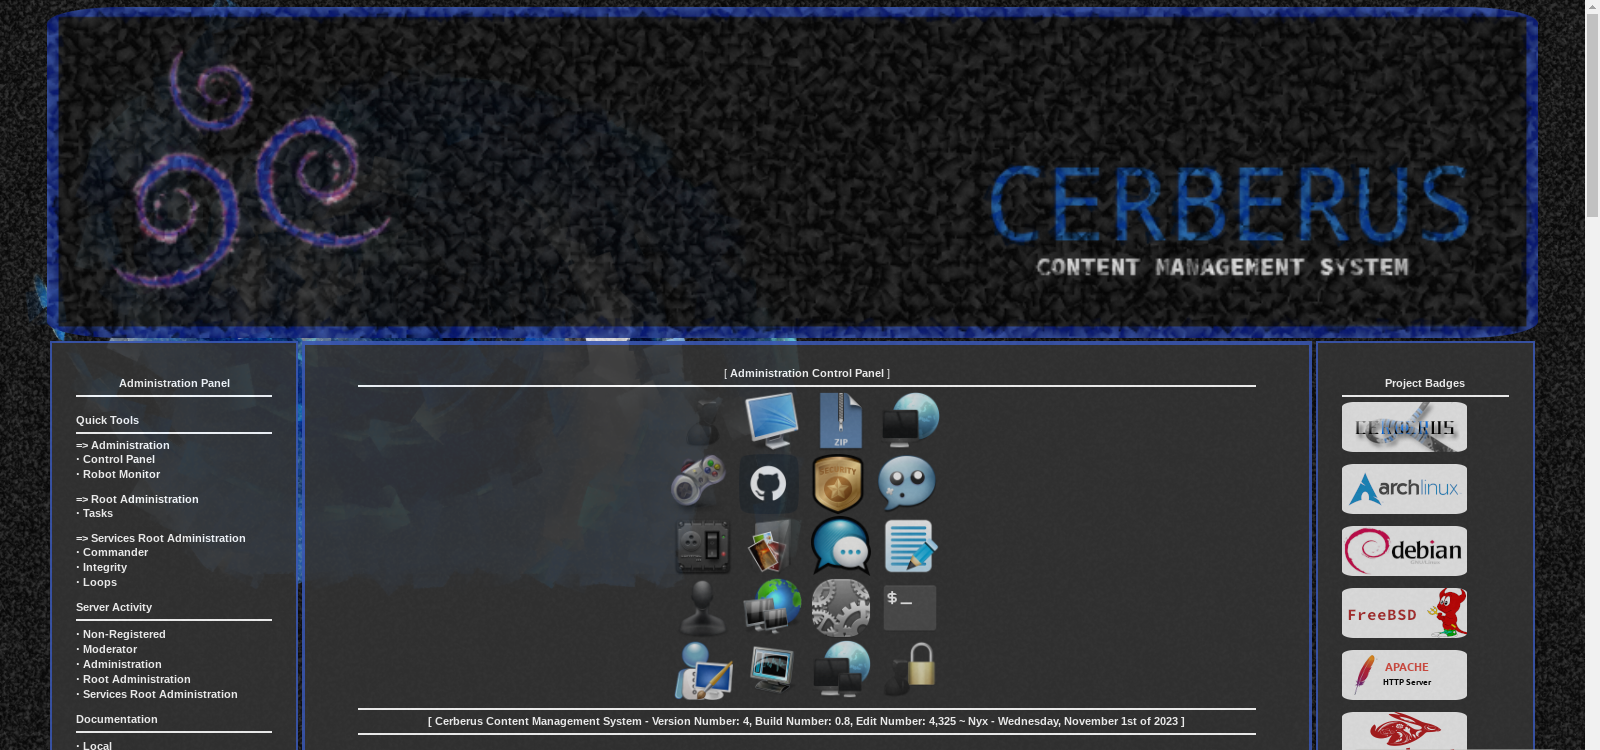 CERBERUS
CONTENT MANAGEMENT SYSTEM
Administration Panel
Quick Tools
=> Administration
· Control Panel
· Robot Monitor
=> Root Administration
· Tasks
=> Services Root Administration
· Commander
· Integrity
· Loops
Server Activity
· Non-Registered
· Moderator
· Administration
· Root Administration
· Services Root Administration
Documentation
· Local
[ Administration Control Panel ]
ZIP
SECURITY
$_
[ Cerberus Content Management System - Version Number: 4, Build Number: 0.8, Edit Number: 4,325 ~ Nyx - Wednesday, November 1st of 2023 ]
Project Badges
CERBERUS
archlinux
debian
FreeBSD
APACHE
HTTP Server